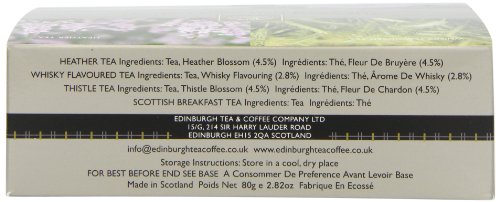 HEATHER TEA Ingredients: Tea, Heather Blossom (4.5%) Ingrédients: Thé, Fleur De Bruyère (4.5%)
WHISKY FLAVOURED TEA Ingredients: Tea, Whisky Flavouring (2.8%) Ingrédients: Thé, Ârome De Whisky (2.8%)
THISTLE TEA Ingredients: Tea, Thistle Blossom (4.5%) Ingrédients: Thé, Fleur De Chardon (4.5%)
SCOTTISH BREAKFAST TEA Ingredients: Tea Ingrédients: Thé
EDINBURGH TEA & COFFEE COMPANY LTD
15/G, 214 SIR HARRY LAUDER ROAD
EDINBURGH EH15 2QA SCOTLAND
info@edinburghteacoffee.co.uk www.edinburghteacoffee.co.uk
Storage Instructions: Store in a cool, dry place
FOR BEST BEFORE END SEE BASE A Consommer De Preference Avant Levoir Base
Made in Scotland Poids Net 80g e 2.82oz Fabrique En Ecossé